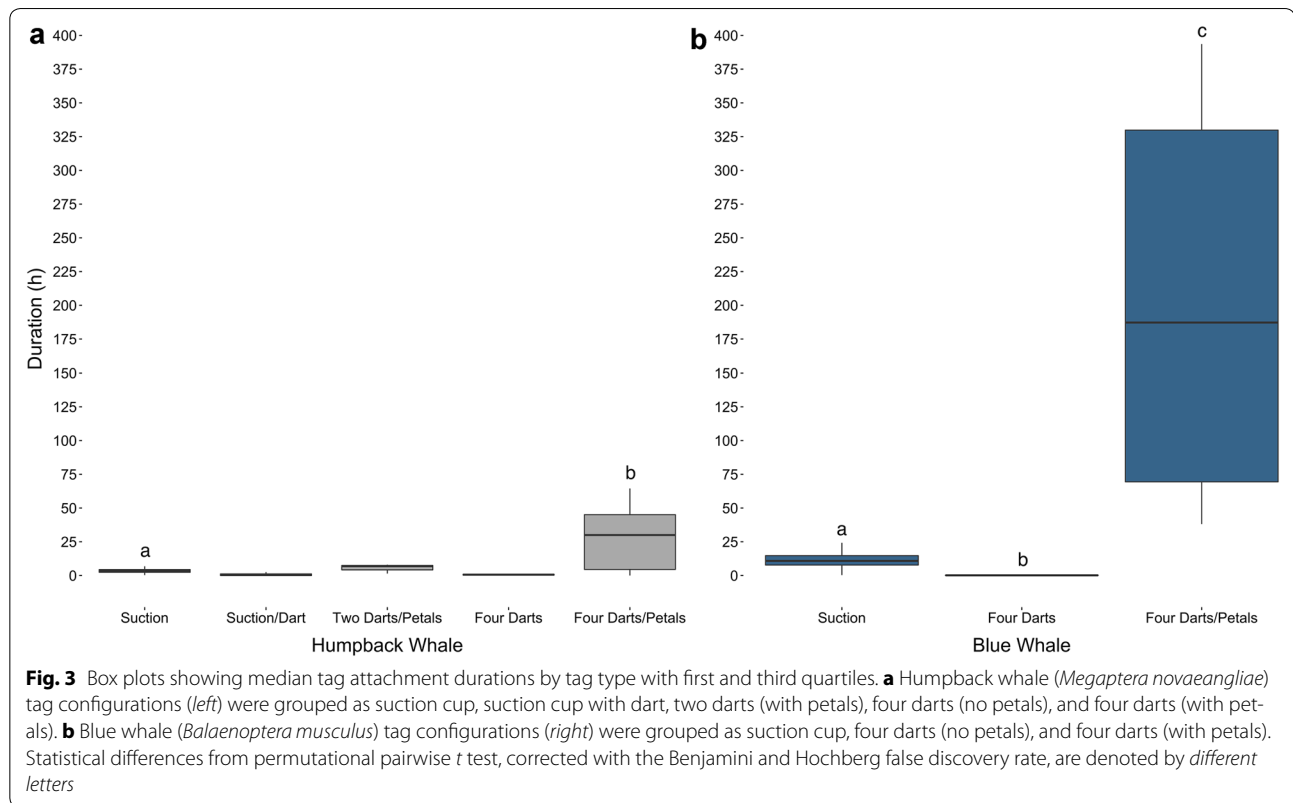 a
400-
375-
350-
325-
300-
275-
250-
225-
200-
175-
150-
125-
100-
75-
50-
25-
0-
Duration (h)
a
b
Suction
Suction/Dart
Two Darts/Petals
Four Darts
Four Darts/Petals
Humpback Whale
b
400-
375-
350-
325-
300-
275-
250-
225-
200-
175-
150-
125-
100-
75-
50-
25-
0-
a
b
c
Suction
Four Darts
Four Darts/Petals
Blue Whale
Fig. 3 Box plots showing median tag attachment durations by tag type with first and third quartiles. a Humpback whale (Megaptera novaeangliae)
tag configurations (left) were grouped as suction cup, suction cup with dart, two darts (with petals), four darts (no petals), and four darts (with pet-
als). b Blue whale (Balaenoptera musculus) tag configurations (right) were grouped as suction cup, four darts (no petals), and four darts (with petals).
Statistical differences from permutational pairwise t test, corrected with the Benjamini and Hochberg false discovery rate, are denoted by different
letters